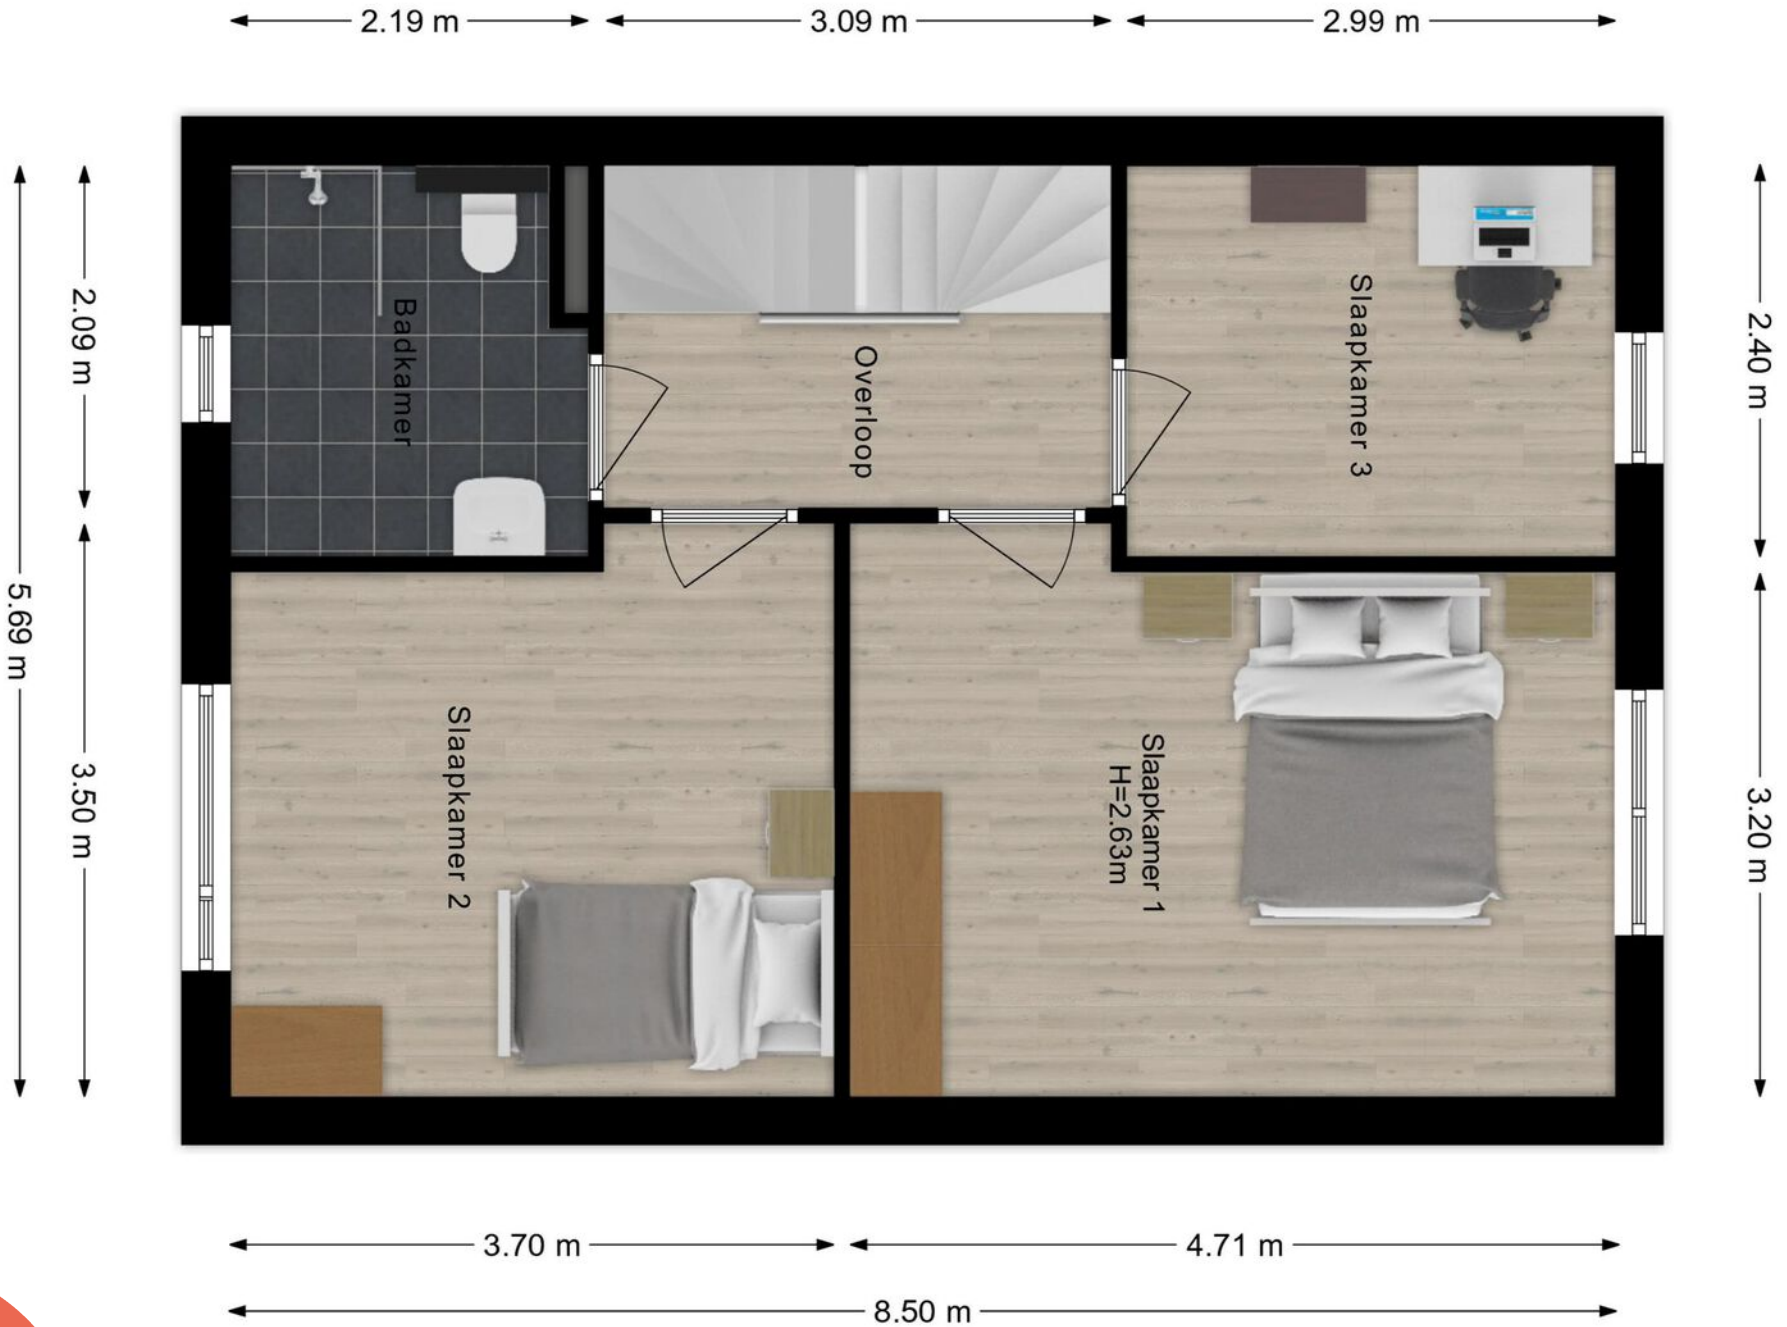 2.19 m
3.09 m
2.99 m
5.69 m
2.09 m
3.50 m
Badkamer
Overloop
Slaapkamer 3
2.40 m
3.20 m
Slaapkamer 2
Slaapkamer 1
H=2.63m
3.70 m
4.71 m
8.50 m